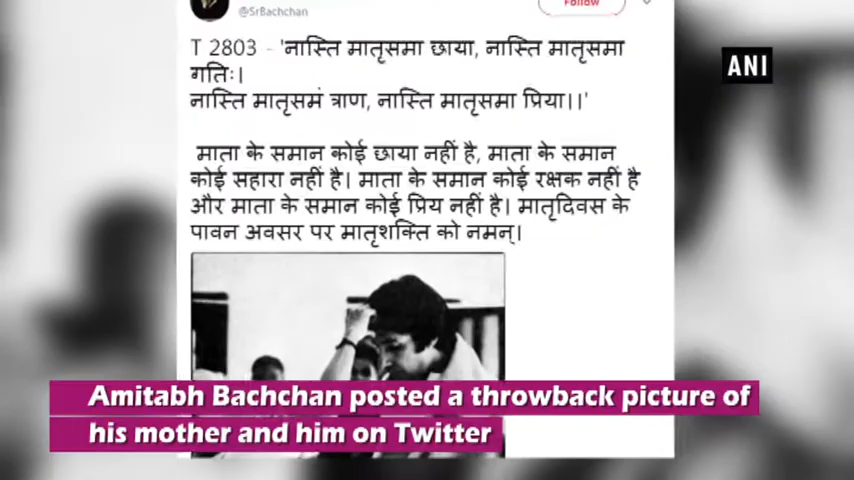 @SrBachchan
Follow
T 2803 - 'नास्ति मातृसमा छाया, नास्ति मातृसमा
गतिः।
नास्ति मातृसमं त्राण, नास्ति मातृसमा प्रिया।।'
माता के समान कोई छाया नहीं है, माता के समान
कोई सहारा नहीं है। माता के समान कोई रक्षक नहीं है
और माता के समान कोई प्रिय नहीं है। मातृदिवस के
पावन अवसर पर मातृशक्ति को नमन्।
ANI
Amitabh Bachchan posted a throwback picture of
his mother and him on Twitter